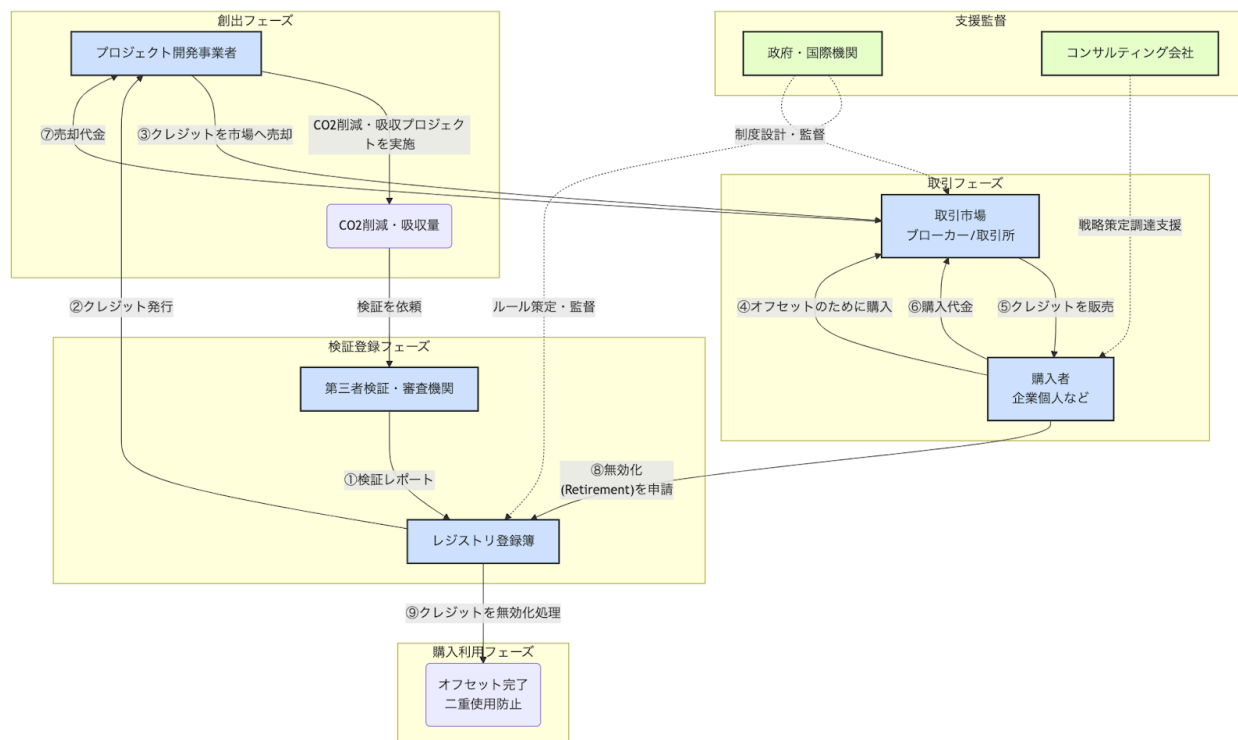 創出フェーズ
支援監督
プロジェクト開発事業者
政府・国際機関
コンサルティング会社
⑦売却代金
③クレジットを市場へ売却
CO2削減・吸収プロジェク
トを実施
制度設計・監督
取引フェーズ
CO2削減・吸収量
取引市場
ブローカー/取引所
戦略策定調達支援
②クレジット発行
検証を依頼
ルール策定・監督
④オフセットのために購入
⑥購入代金
⑤クレジットを販売
検証登録フェーズ
第三者検証・審査機関
購入者
企業個人など
①検証レポート
⑧無効化
(Retirement)を申請
レジストリ登録簿
⑨クレジットを無効化処理
購入利用フェーズ
オフセット完了
二重使用防止